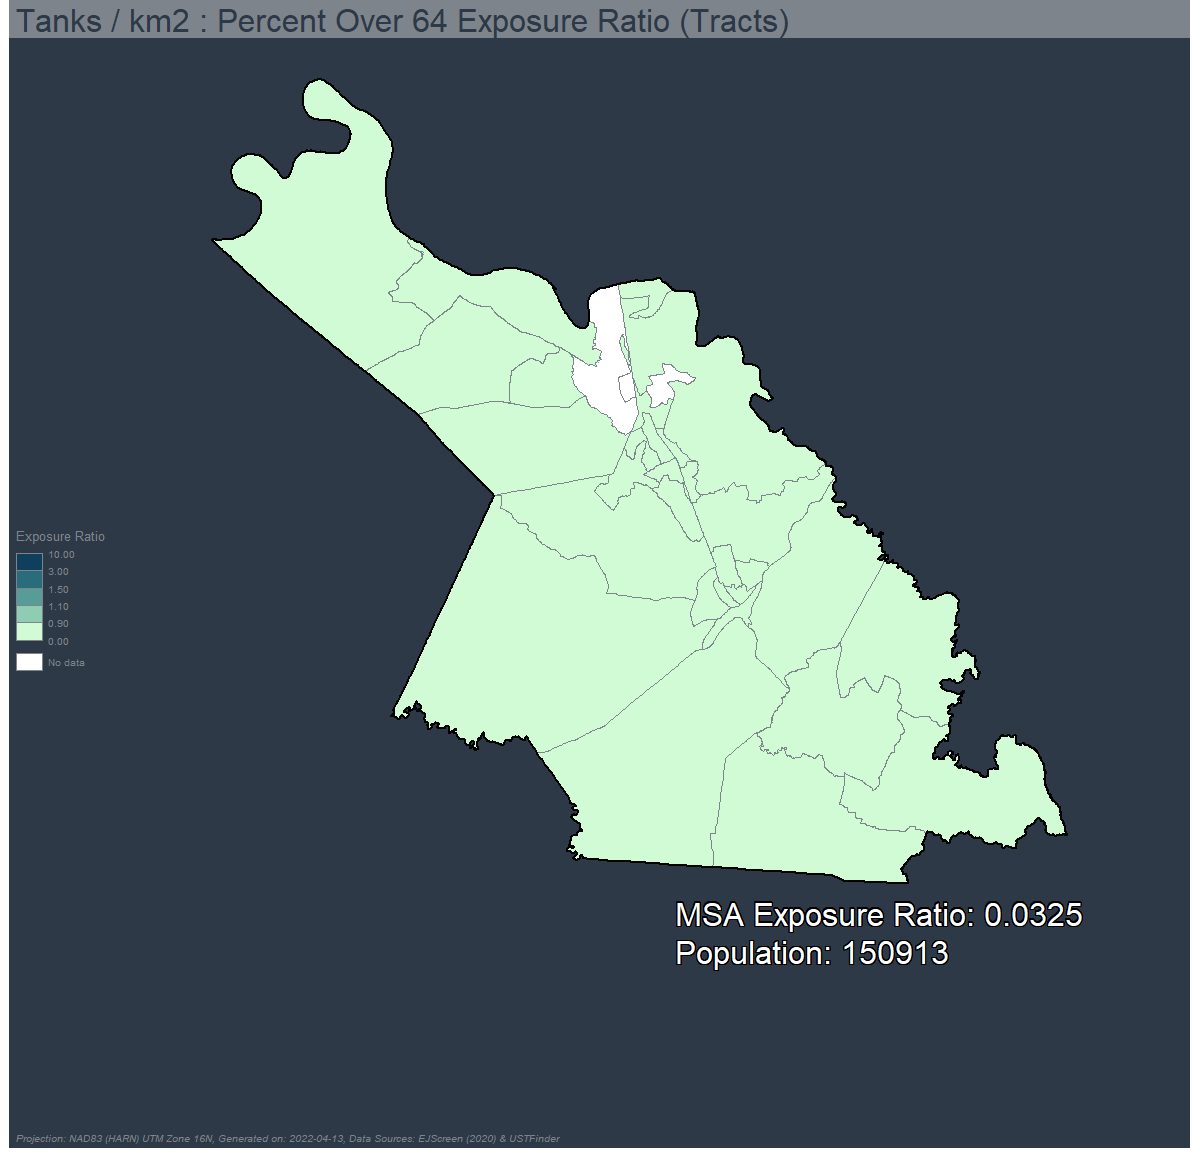 Tanks / km2 : Percent Over 64 Exposure Ratio (Tracts)
Exposure Ratio
10.00
3.00
1.50
1.10
0.90
0.00
No data
MSA Exposure Ratio: 0.0325
Population: 150913
Projection: NAD83 (HARN) UTM Zone 16N, Generated on: 2022-04-13, Data Sources: EJScreen (2020) & USTFinder